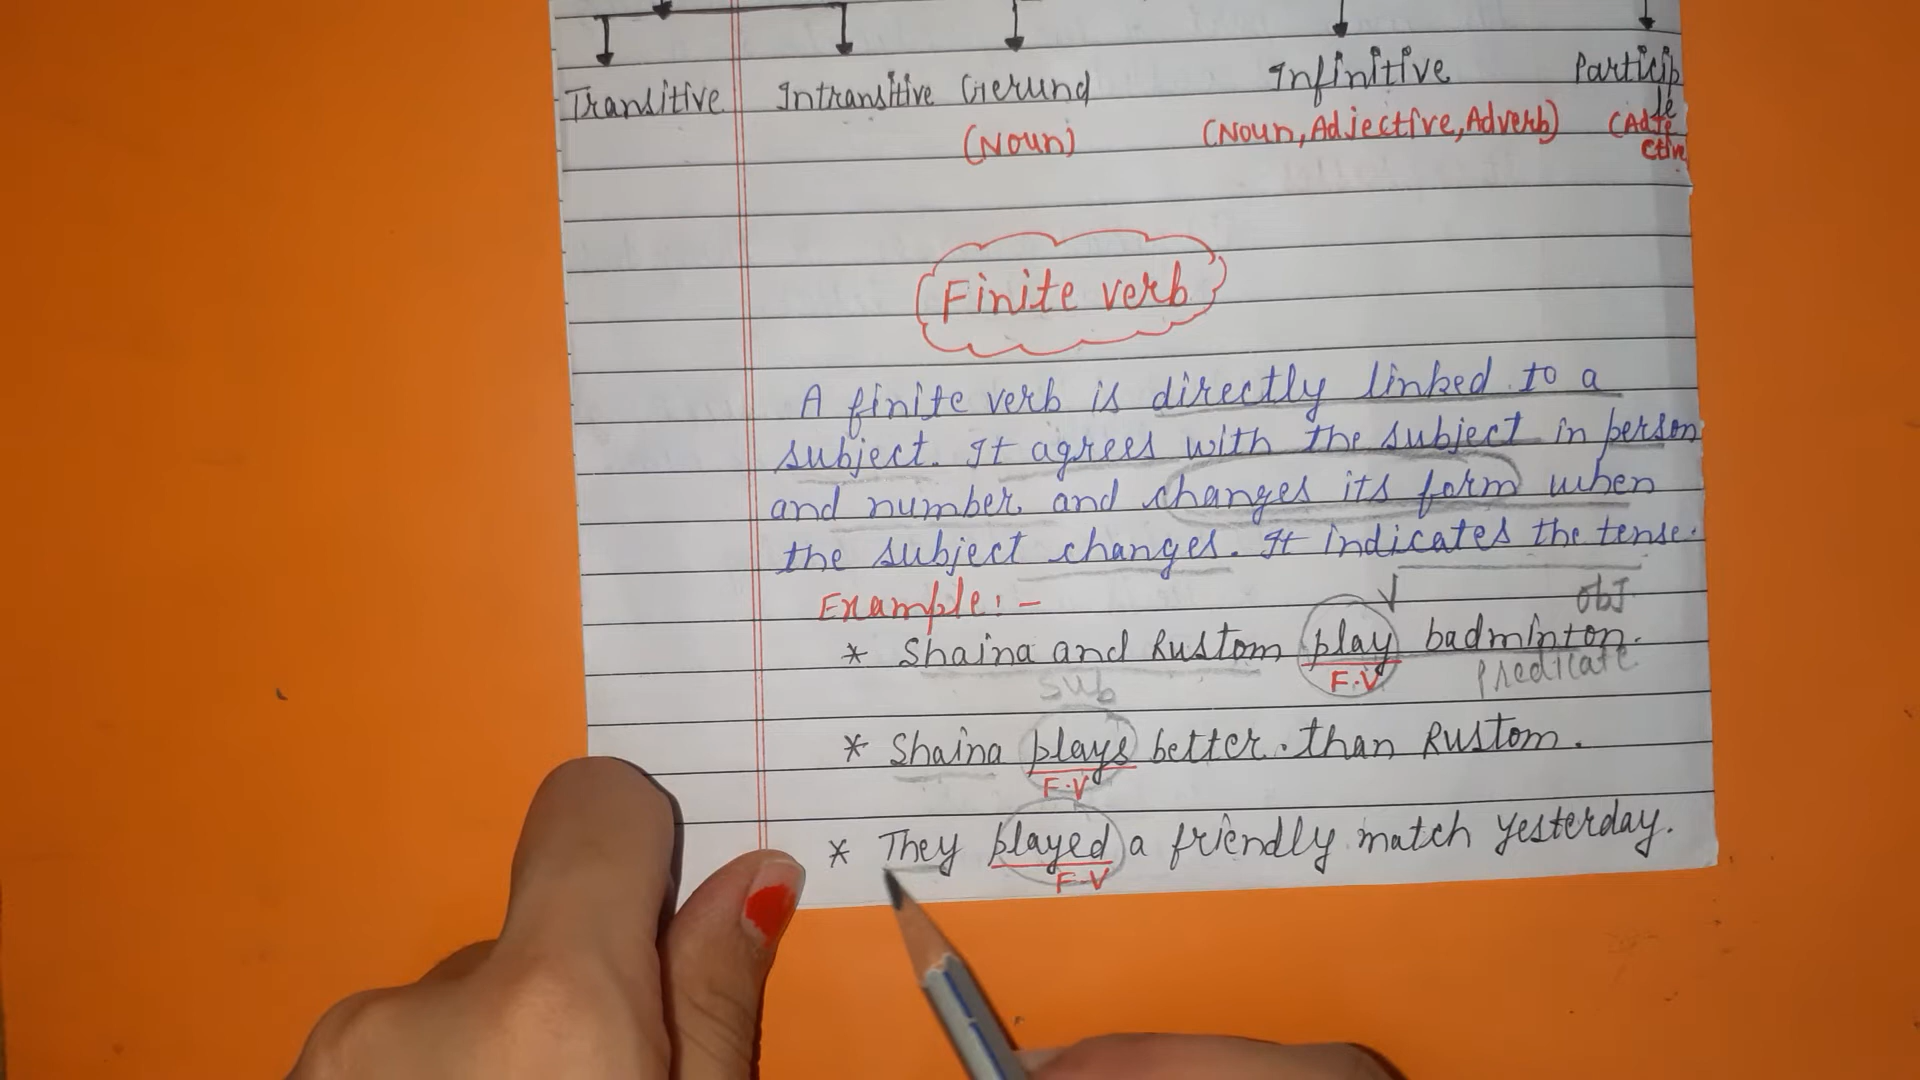 Transitive Intransitive Gerund Infinitive Particip
le
(Noun) (Noun, Adjective, Adverb) (Adje
ctive
Finite verb
A finite verb is directly linked to a
subject. It agrees with the subject in person
and number and changes its form when
the subject changes. It indicates the tense.
Example:-
obj.
* Shaina and Rustom play badminton.
Sub F.V Predicate
* Shaina plays better than Rustom.
F.V
* They played a friendly match yesterday.
F.V